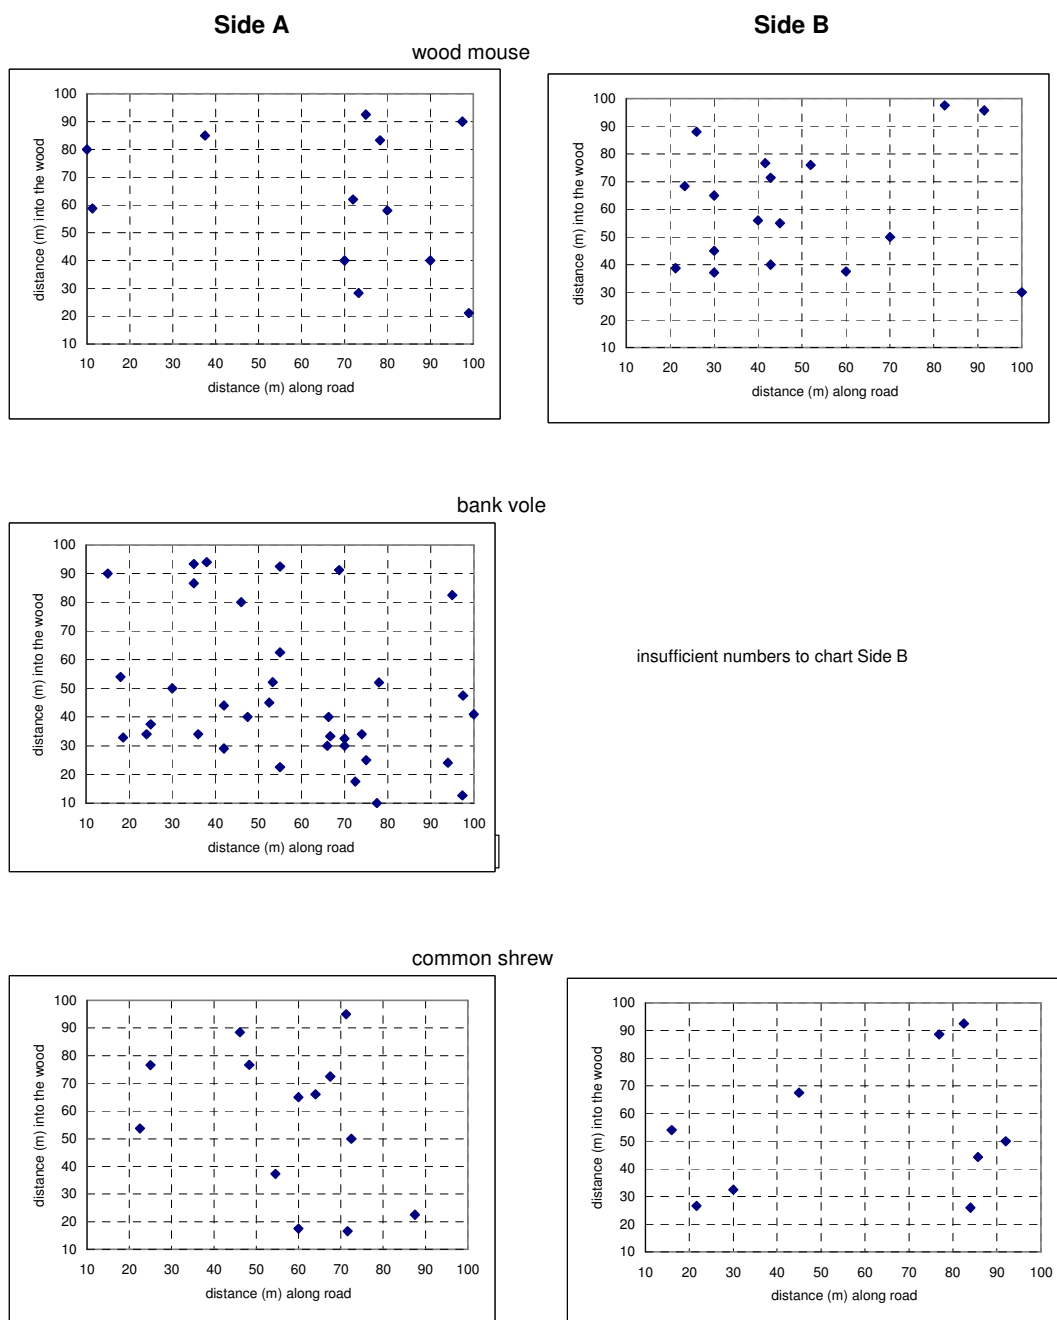 Side A
Side B
wood mouse
100
90
80
70
60
50
40
30
20
10
distance (m) into the wood
10 20 30 40 50 60 70 80 90 100
distance (m) along road
100
90
80
70
60
50
40
30
20
10
distance (m) into the wood
10 20 30 40 50 60 70 80 90 100
distance (m) along road
bank vole
100
90
80
70
60
50
40
30
20
10
distance (m) into the wood
10 20 30 40 50 60 70 80 90 100
distance (m) along road
insufficient numbers to chart Side B
common shrew
100
90
80
70
60
50
40
30
20
10
distance (m) into the wood
10 20 30 40 50 60 70 80 90 100
distance (m) along road
100
90
80
70
60
50
40
30
20
10
distance (m) into the wood
10 20 30 40 50 60 70 80 90 100
distance (m) along road